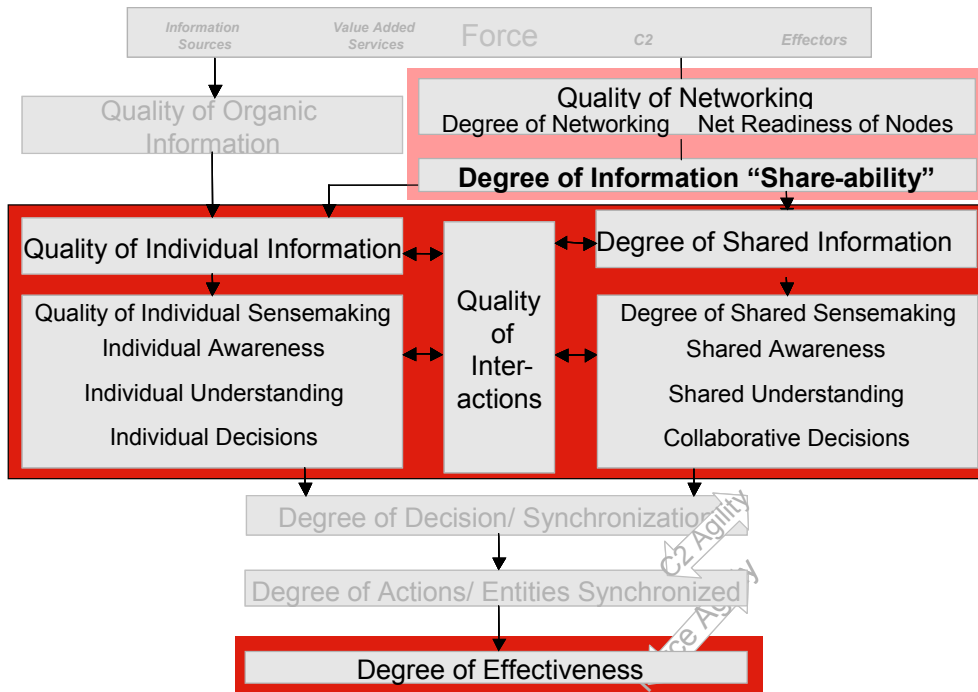 Information Sources
Value Added Services
Force
C2
Effectors
Quality of Organic
Information
Quality of Networking
Degree of Networking
Net Readiness of Nodes
Degree of Information “Share-ability”
Quality of Individual Information
Degree of Shared Information
Quality of Individual Sensemaking
Individual Awareness
Individual Understanding
Individual Decisions
Quality
of
Inter-
actions
Degree of Shared Sensemaking
Shared Awareness
Shared Understanding
Collaborative Decisions
Degree of Decision/ Synchronization
C2 Agility
Degree of Actions/ Entities Synchronized
Agility
Degree of Effectiveness